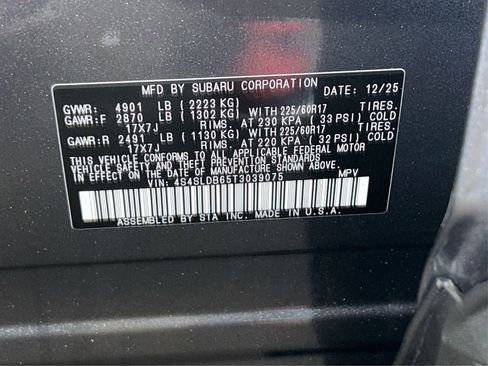 MFD BY SUBARU CORPORATION DATE: 12/25
GVWR: 4901 LB (2223 KG)
GAWR:F 2870 LB (1302 KG) WITH 225/60R17 TIRES.
17X7J RIMS AT 230 KPA (33 PSI) COLD
GAWR:R 2491 LB (1130 KG) WITH 225/60R17 TIRES.
17X7J RIMS AT 220 KPA (32 PSI) COLD
THIS VEHICLE CONFORMS TO ALL APPLICABLE FEDERAL MOTOR
VEHICLE SAFETY AND THEFT PREVENTION STANDARDS
IN EFFECT ON THE DATE OF MANUFACTURE SHOWN ABOVE.
VIN: 4S4SLDB65T3039075 MPV
ASSEMBLED BY SIA INC. MADE IN U.S.A.